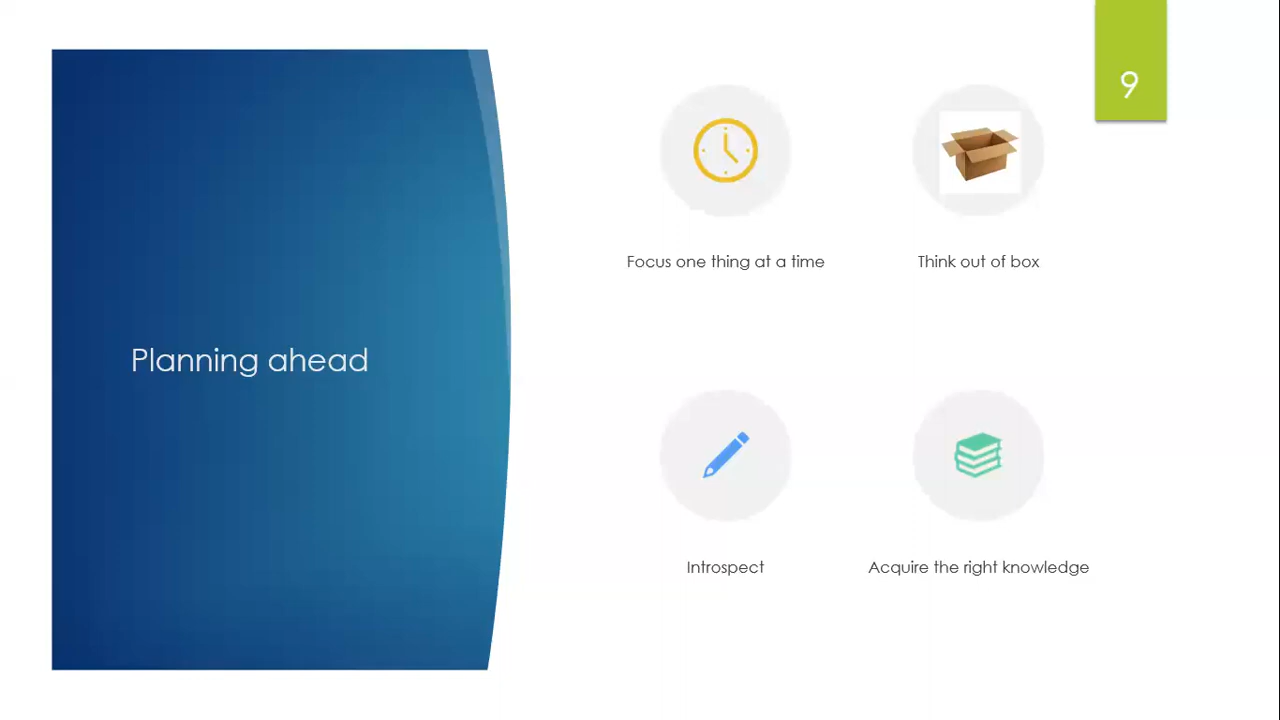 9
Planning ahead
Focus one thing at a time
Think out of box
Introspect
Acquire the right knowledge